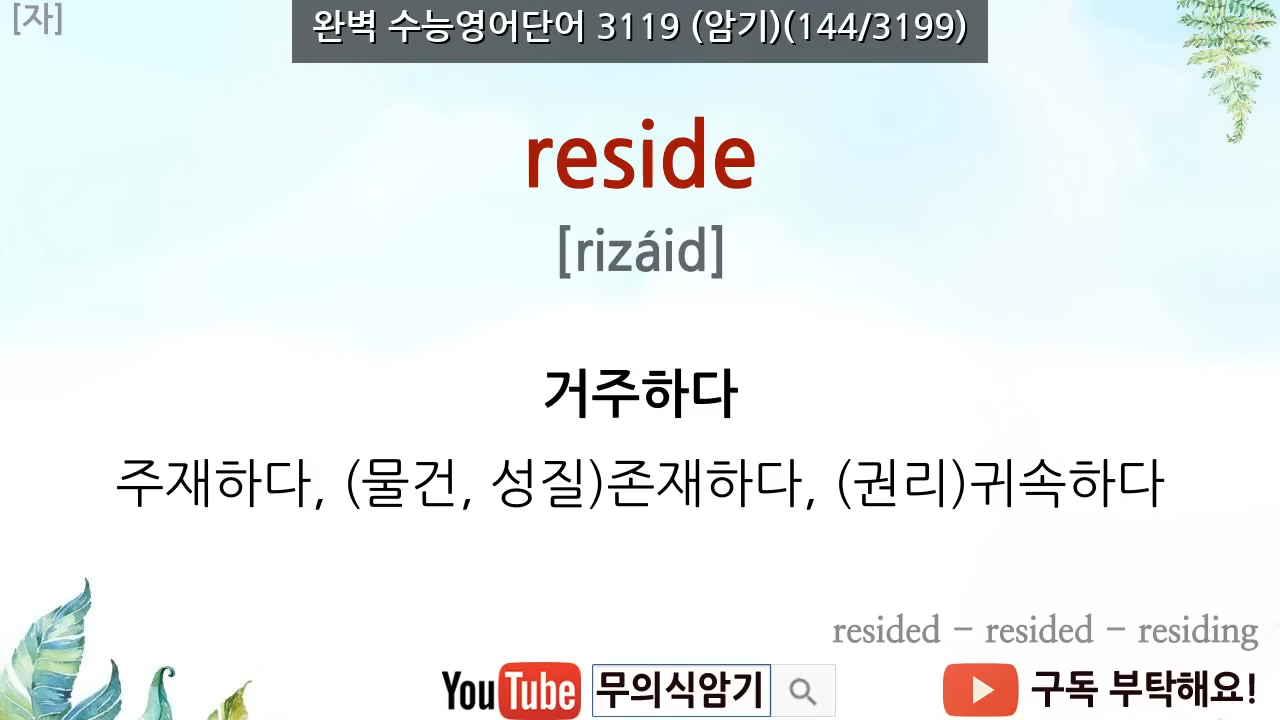 [자]
완벽 수능영어단어 3119 (암기)(144/3199)
reside
[rizáid]
거주하다
주재하다, (물건, 성질)존재하다, (권리)귀속하다
resided - resided - residing
YouTube 무의식암기 구독 부탁해요!